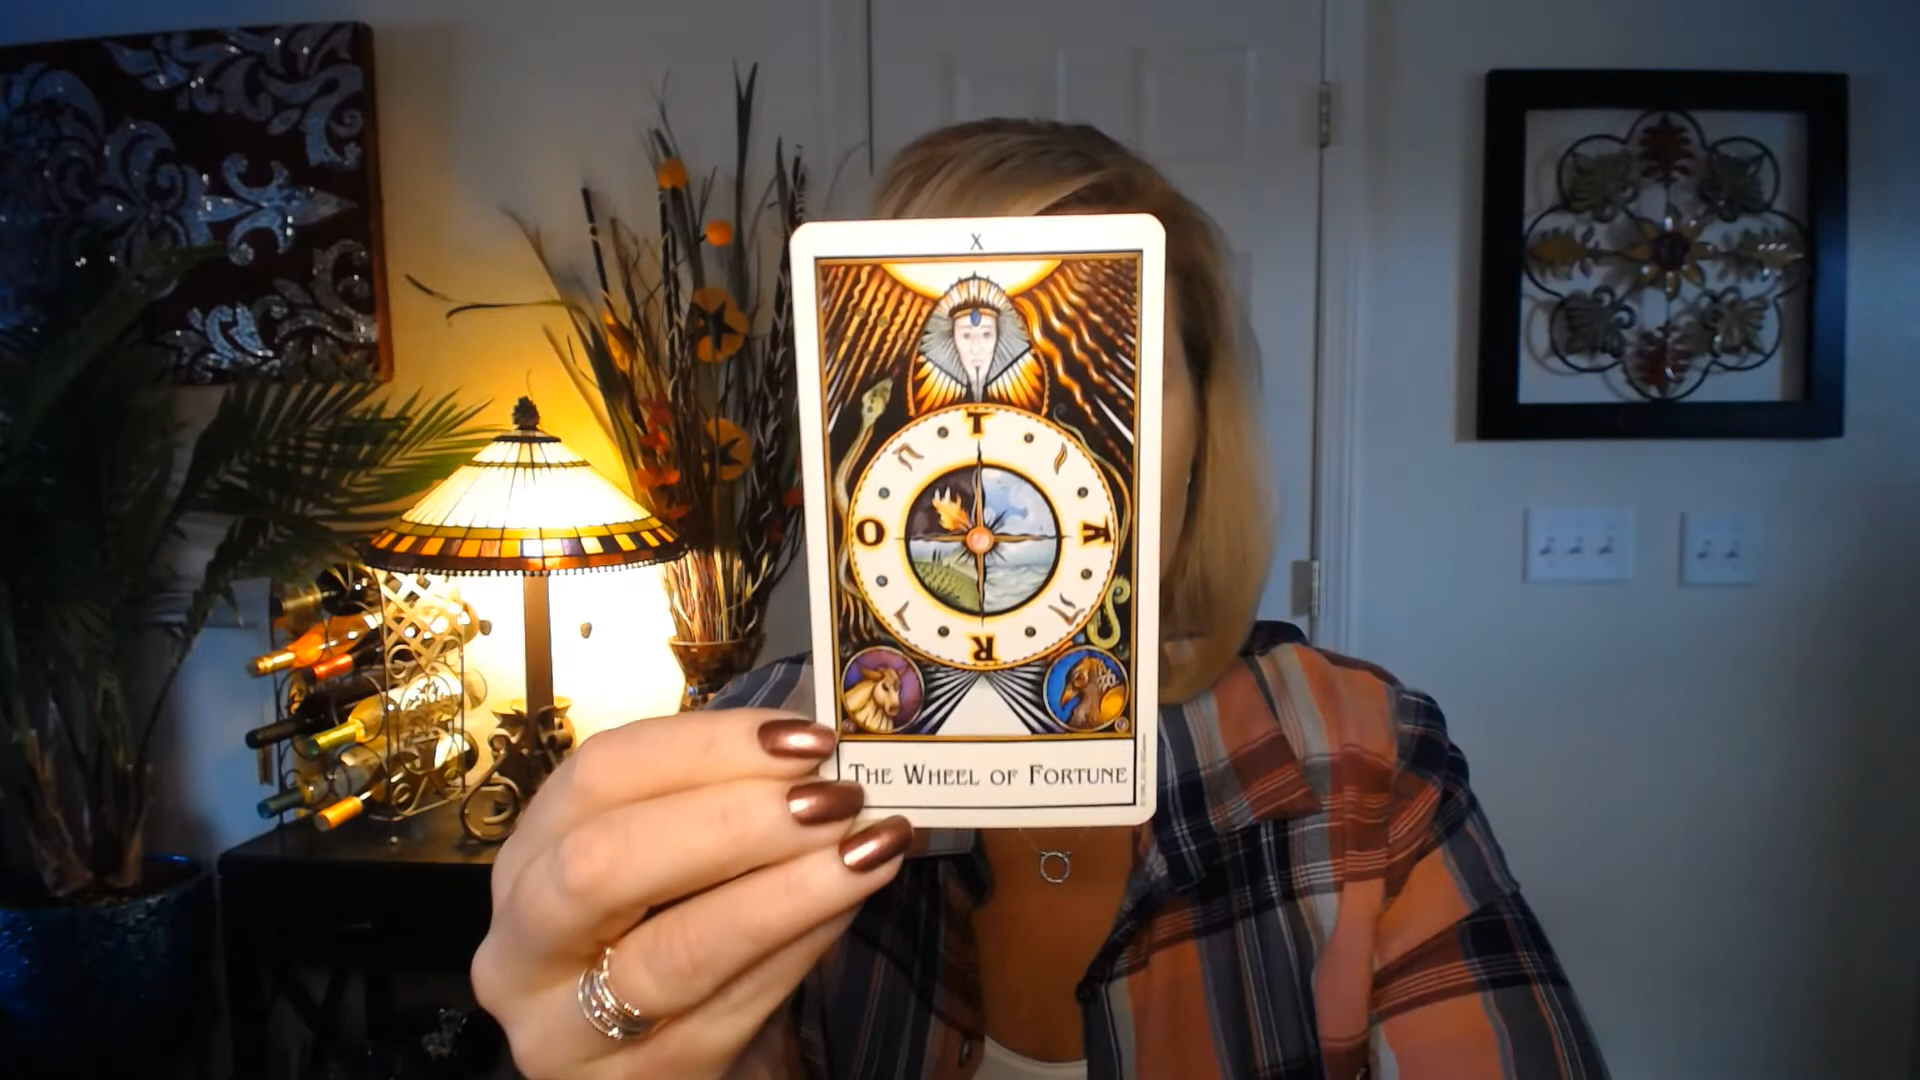 X
T
ה י
O A
ו ה
R
THE WHEEL OF FORTUNE